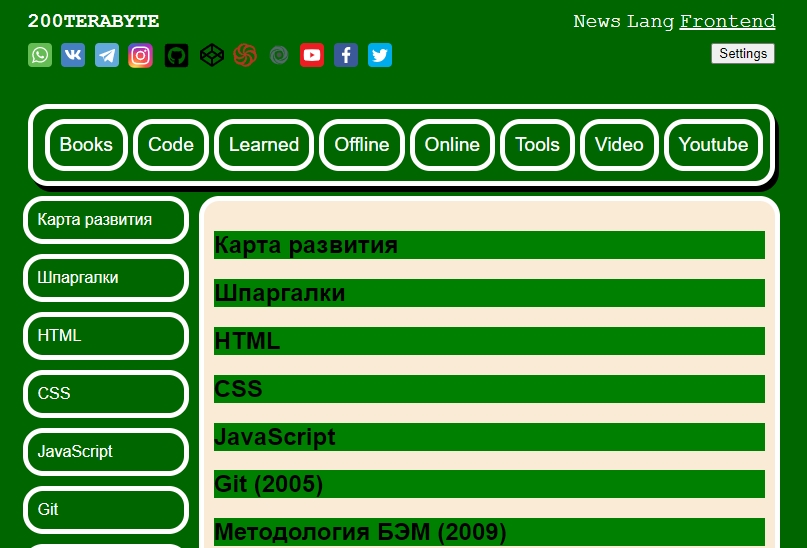 200TERABYTE
News Lang Frontend
Settings
Books Code Learned Offline Online Tools Video Youtube
Карта развития
Шпаргалки
HTML
CSS
JavaScript
Git
Карта развития
Шпаргалки
HTML
CSS
JavaScript
Git (2005)
Методология БЭМ (2009)